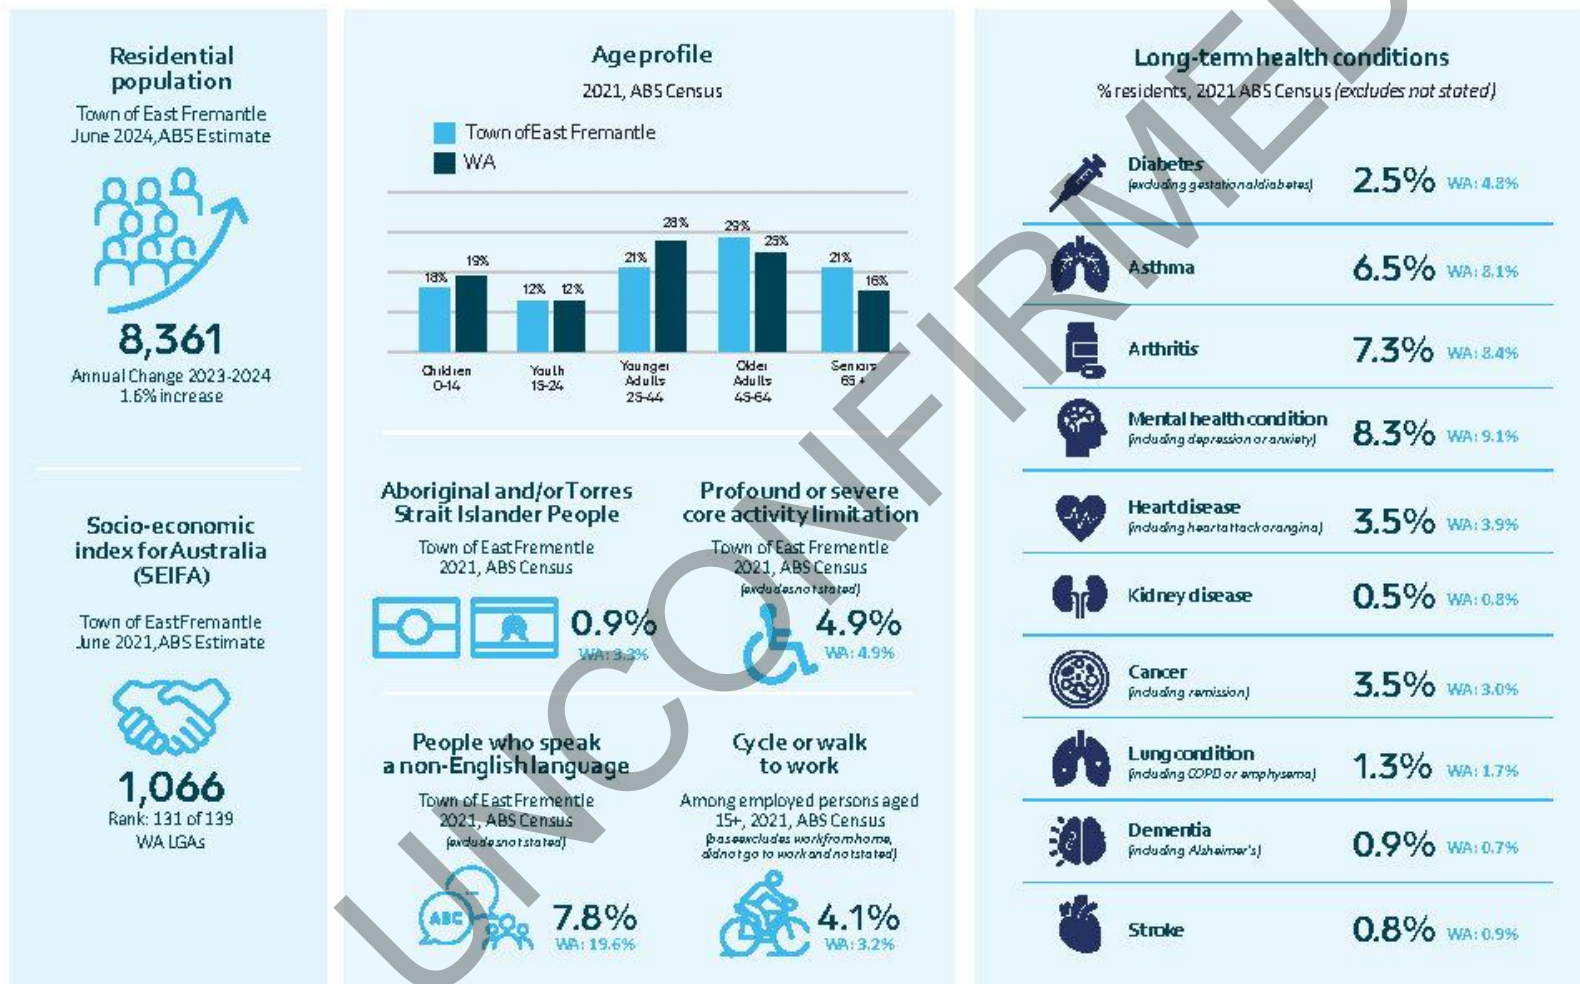 Residential
population
Town of East Fremantle
June 2024, ABS Estimate
8,361
Annual Change 2023-2024
1.6% increase
Socio-economic
index for Australia
(SEIFA)
Town of East Fremantle
June 2021, ABS Estimate
1,066
Rank: 131 of 139
WA LGAs
Age profile
2021, ABS Census
Town of East Fremantle
WA
18% 19% 12% 12% 21% 28% 29% 25% 21% 16%
Children
0-14
Youth
15-24
Younger
Adults
25-44
Older
Adults
45-64
Seniors
65 +
Aboriginal and/or Torres
Strait Islander People
Town of East Frementle
2021, ABS Census
0.9%
WA: 3.3%
Profound or severe
core activity limitation
Town of East Frementle
2021, ABS Census
(excludes not stated)
4.9%
WA: 4.9%
People who speak
a non-English language
Town of East Frementle
2021, ABS Census
(excludes not stated)
ABC
7.8%
WA: 19.6%
Cycle or walk
to work
Among employed persons aged
15+, 2021, ABS Census
(base excludes work from home,
did not go to work and not stated)
4.1%
WA: 3.2%
Long-term health conditions
% residents, 2021 ABS Census (excludes not stated)
Diabetes
(excluding gestational diabetes)
2.5% WA: 4.8%
Asthma
6.5% WA: 8.1%
Arthritis
7.3% WA: 8.4%
Mental health condition
(including depression or anxiety)
8.3% WA: 9.1%
Heart disease
(including heart attack or angina)
3.5% WA: 3.9%
Kidney disease
0.5% WA: 0.8%
Cancer
(including remission)
3.5% WA: 3.0%
Lung condition
(including COPD or emphysema)
1.3% WA: 1.7%
Dementia
(including Alzheimer's)
0.9% WA: 0.7%
Stroke
0.8% WA: 0.9%
UNCONFIRMED